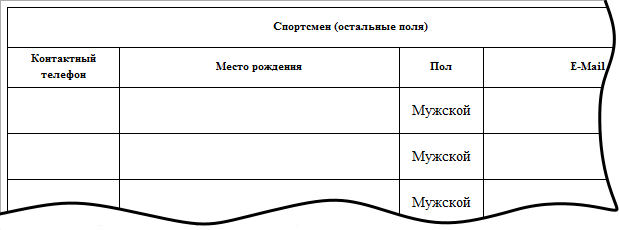 Спортсмен (остальные поля)
Контактный
телефон
Место рождения
Пол
E-Mail
Мужской
Мужской
Мужской